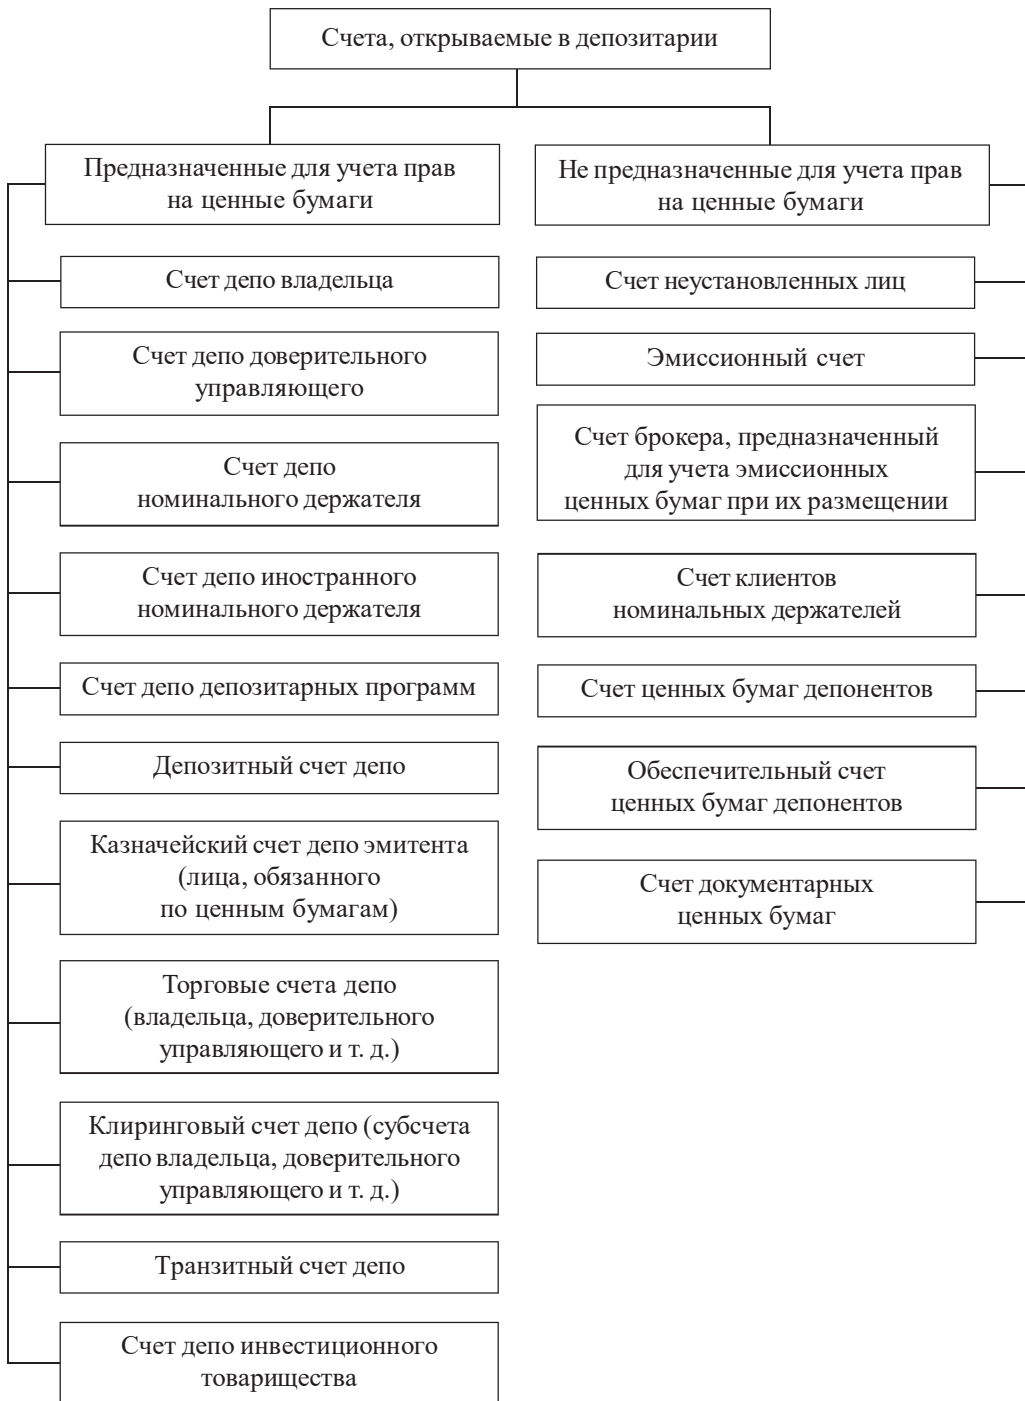 Счета, открываемые в депозитарии
Предназначенные для учета прав
на ценные бумаги
Счет депо владельца
Счет депо доверительного
управляющего
Счет депо
номинального держателя
Счет депо иностранного
номинального держателя
Счет депо депозитарных программ
Депозитный счет депо
Казначейский счет депо эмитента
(лица, обязанного
по ценным бумагам)
Торговые счета депо
(владельца, доверительного
управляющего и т. д.)
Клиринговый счет депо (субсчета
депо владельца, доверительного
управляющего и т. д.)
Транзитный счет депо
Счет депо инвестиционного
товарищества
Не предназначенные для учета прав
на ценные бумаги
Счет неустановленных лиц
Эмиссионный счет
Счет брокера, предназначенный
для учета эмиссионных
ценных бумаг при их размещении
Счет клиентов
номинальных держателей
Счет ценных бумаг депонентов
Обеспечительный счет
ценных бумаг депонентов
Счет документарных
ценных бумаг